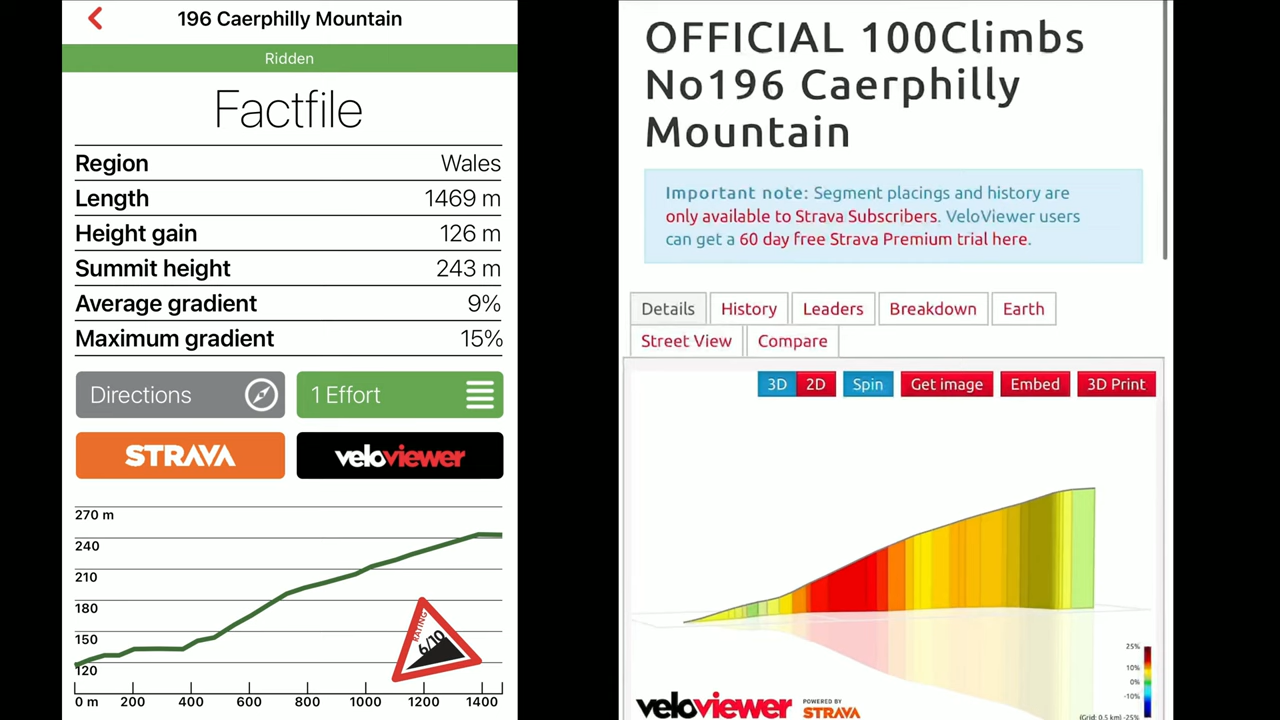 196 Caerphilly Mountain
Ridden
Factfile
Region Wales
Length 1469 m
Height gain 126 m
Summit height 243 m
Average gradient 9%
Maximum gradient 15%
Directions
1 Effort
STRAVA
veloviewer
270 m
240
210
180
150
120
0 m 200 400 600 800 1000 1200 1400
RATING
6/10
OFFICIAL 100Climbs
No196 Caerphilly
Mountain
Important note: Segment placings and history are
only available to Strava Subscribers. VeloViewer users
can get a 60 day free Strava Premium trial here.
Details History Leaders Breakdown Earth
Street View Compare
3D 2D Spin Get image Embed 3D Print
25%
10%
0%
-10%
(Grid: 0.5 km) -25%
veloviewer
POWERED BY
STRAVA